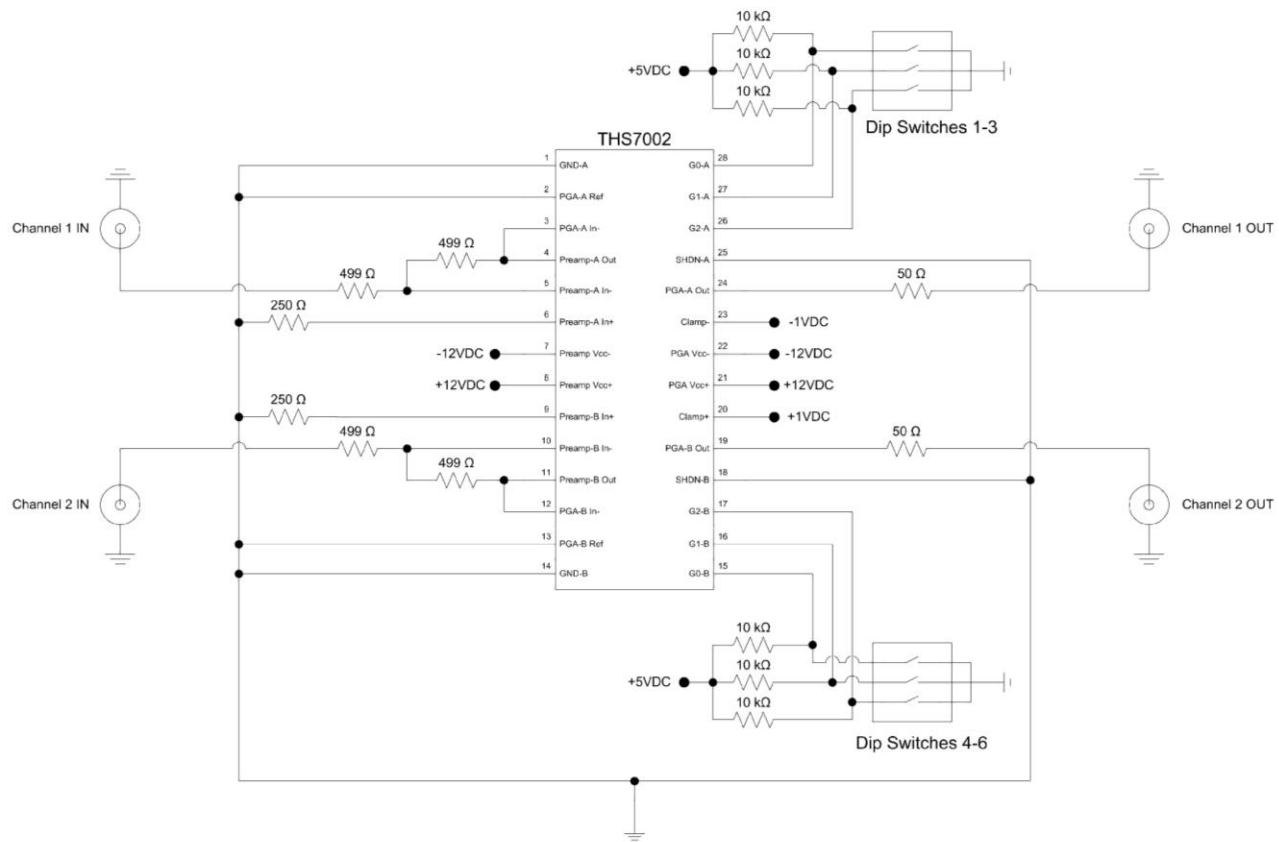 10 kΩ
10 kΩ
+5VDC
10 kΩ
Dip Switches 1-3
THS7002
1 GND-A G0-A 28
2 PGA-A Ref G1-A 27
Channel 1 IN
3 PGA-A In- G2-A 26
Channel 1 OUT
499 Ω
4 Preamp-A Out SHDN-A 25
499 Ω
5 Preamp-A In- PGA-A Out 24
50 Ω
250 Ω
6 Preamp-A In+ Clamp- 23
-1VDC
-12VDC
7 Preamp Vcc- PGA Vcc- 22
-12VDC
+12VDC
8 Preamp Vcc+ PGA Vcc+ 21
+12VDC
250 Ω
9 Preamp-B In+ Clamp+ 20
+1VDC
499 Ω
10 Preamp-B In- PGA-B Out 19
50 Ω
499 Ω
11 Preamp-B Out SHDN-B 18
Channel 2 IN
12 PGA-B In- G2-B 17
Channel 2 OUT
13 PGA-B Ref G1-B 16
14 GND-B G0-B 15
10 kΩ
10 kΩ
+5VDC
10 kΩ
Dip Switches 4-6